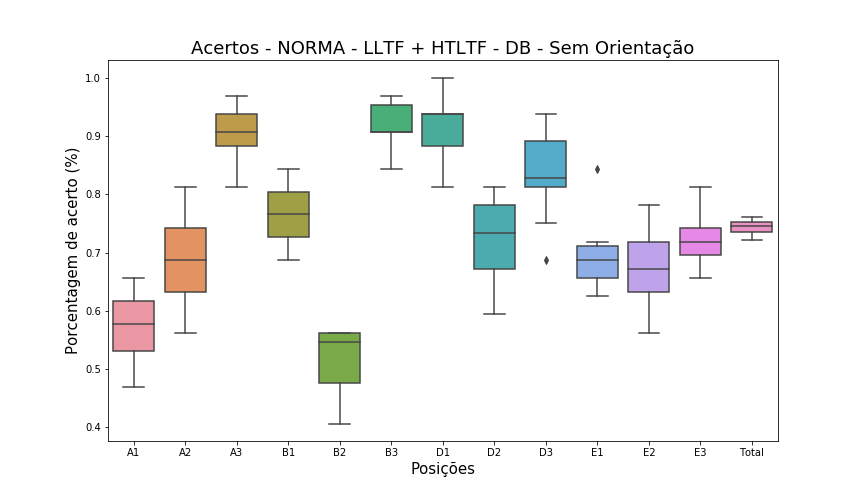 Acertos - NORMA - LLTF + HTLTF - DB - Sem Orientação
Porcentagem de acerto (%)
1.0
0.9
0.8
0.7
0.6
0.5
0.4
A1 A2 A3 B1 B2 B3 D1 D2 D3 E1 E2 E3 Total
Posições